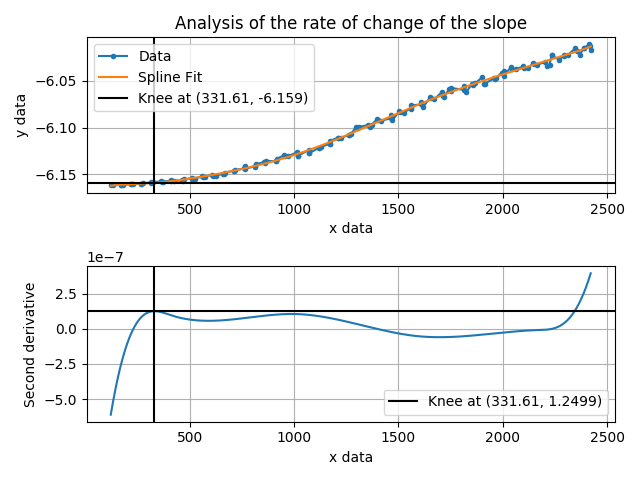 Analysis of the rate of change of the slope
Data
Spline Fit
Knee at (331.61, -6.159)
y data
−6.05
−6.10
−6.15
500
1000
1500
2000
2500
x data
1e−7
Second derivative
2.5
0.0
−2.5
−5.0
Knee at (331.61, 1.2499)
500
1000
1500
2000
2500
x data